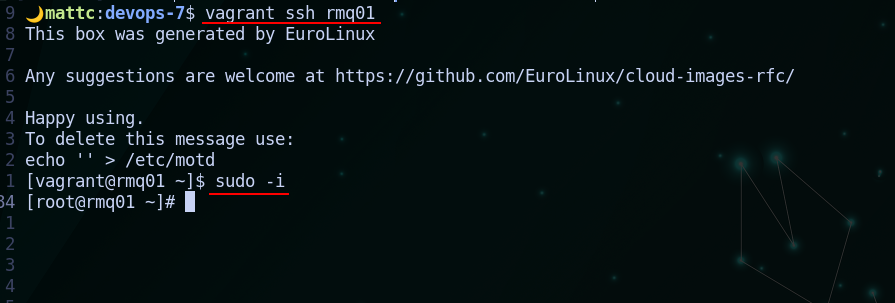 9 🌙mattc:devops-7$ vagrant ssh rmq01
8 This box was generated by EuroLinux
7
6 Any suggestions are welcome at https://github.com/EuroLinux/cloud-images-rfc/
5
4 Happy using.
3 To delete this message use:
2 echo '' > /etc/motd
1 [vagrant@rmq01 ~]$ sudo -i
34 [root@rmq01 ~]#
1
2
3
4